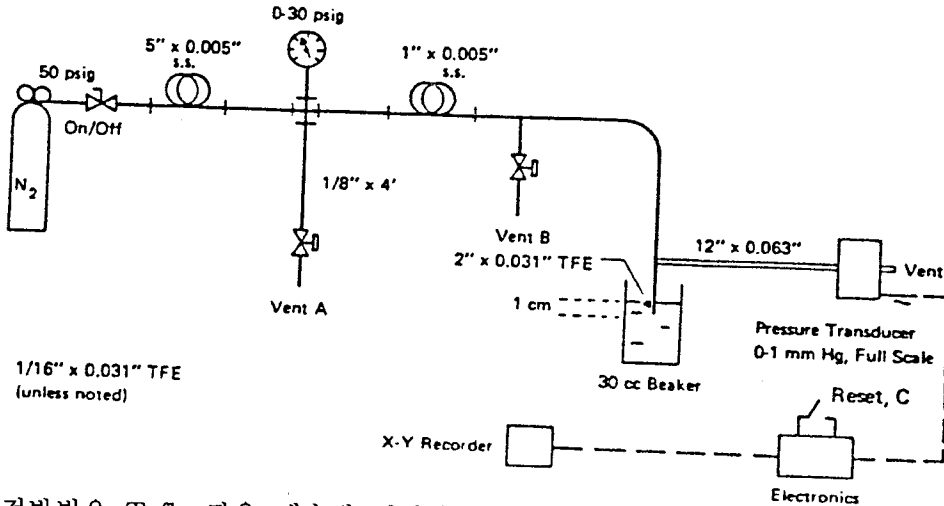 0-30 psig
5" x 0.005"
s.s.
1" x 0.005"
s.s.
50 psig
On/Off
N2
1/8" x 4'
Vent A
Vent B
2" x 0.031" TFE
12" x 0.063"
Vent
1 cm
Pressure Transducer
0-1 mm Hg, Full Scale
30 cc Beaker
1/16" x 0.031" TFE
(unless noted)
Reset, C
X-Y Recorder
Electronics